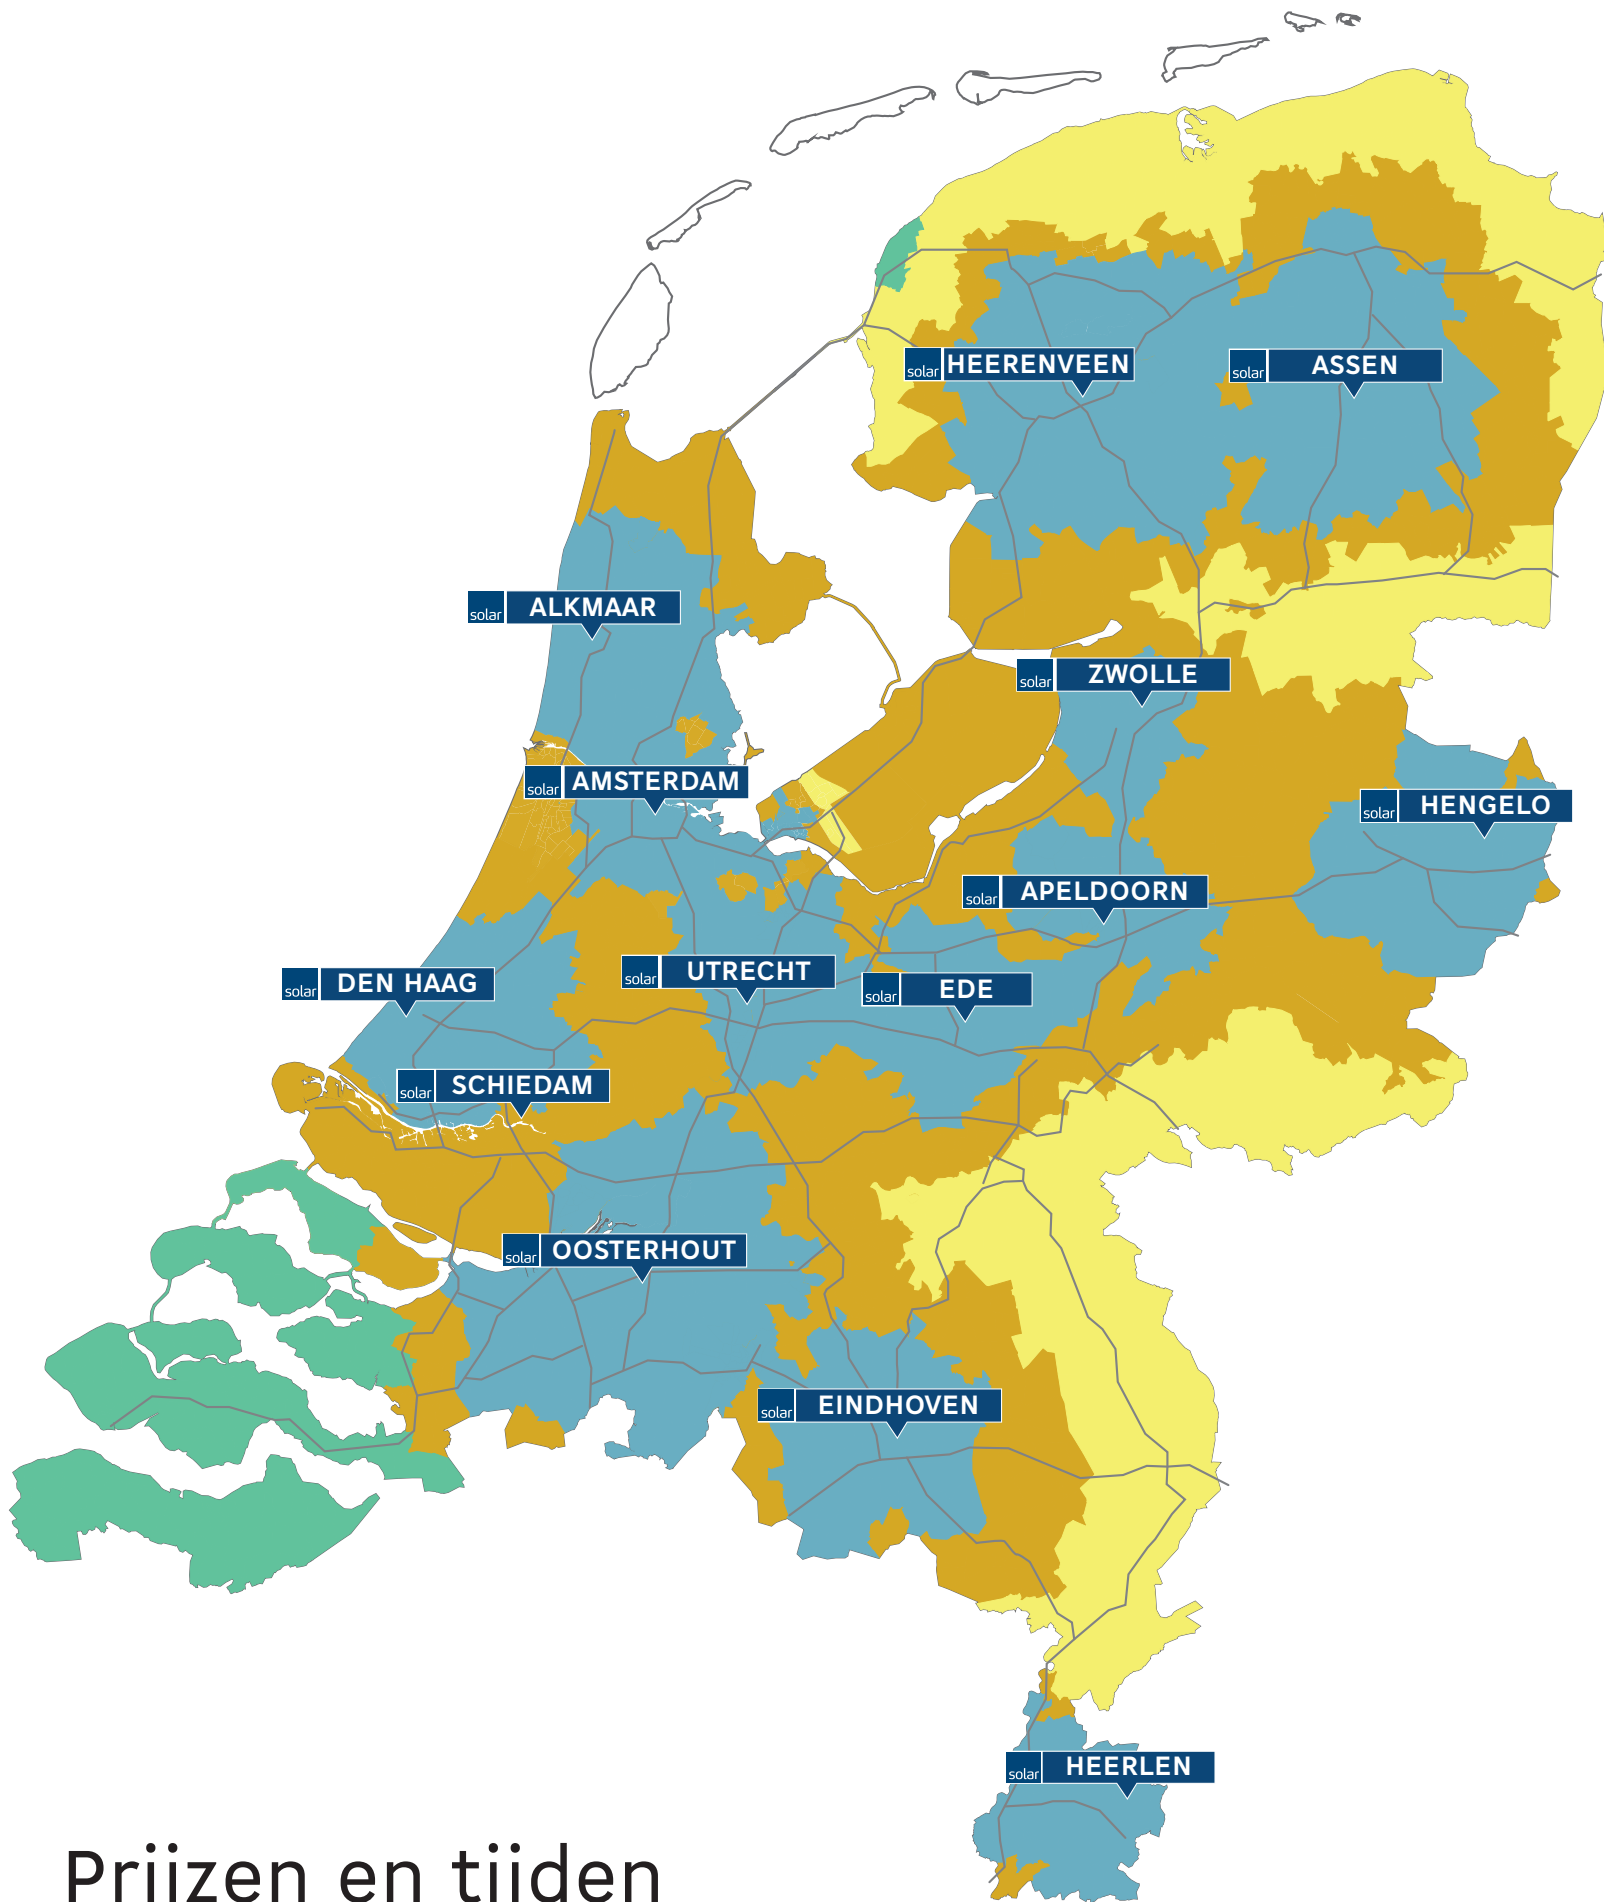 solar HEERENVEEN
solar ASSEN
solar ALKMAAR
solar ZWOLLE
solar AMSTERDAM
solar HENGELO
solar APELDOORN
solar DEN HAAG
solar UTRECHT
solar EDE
solar SCHIEDAM
solar OOSTERHOUT
solar EINDHOVEN
solar HEERLEN
Prijzen en tijden